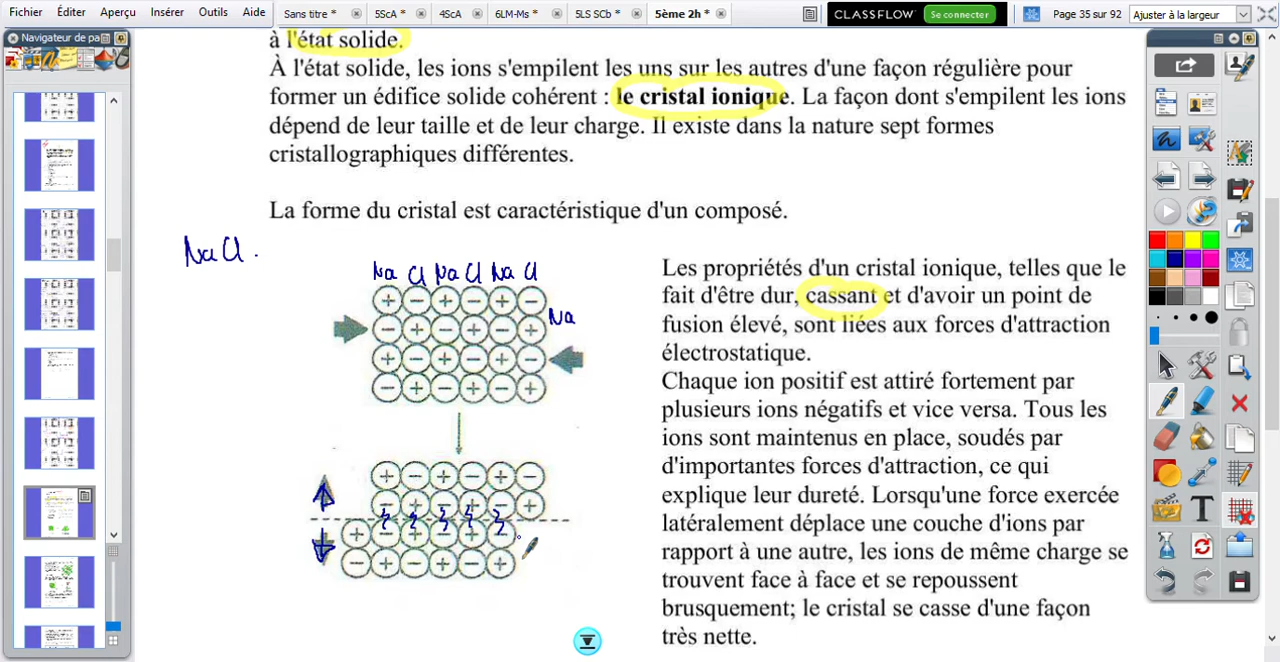 Fichier Éditer Aperçu Insérer Outils Aide
Sans titre * 5ScA * 4ScA * 6LM-Ms * 5LS SCb * 5ème 2h *
CLASSFLOW Se connecter
Page 35 sur 92 Ajuster à la largeur
Navigateur de pa
à l'état solide.
À l'état solide, les ions s'empilent les uns sur les autres d'une façon régulière pour
former un édifice solide cohérent : le cristal ionique. La façon dont s'empilent les ions
dépend de leur taille et de leur charge. Il existe dans la nature sept formes
cristallographiques différentes.
La forme du cristal est caractéristique d'un composé.
NaCl.
Na Cl Na Cl Na Cl
Na
Les propriétés d'un cristal ionique, telles que le
fait d'être dur, cassant et d'avoir un point de
fusion élevé, sont liées aux forces d'attraction
électrostatique.
Chaque ion positif est attiré fortement par
plusieurs ions négatifs et vice versa. Tous les
ions sont maintenus en place, soudés par
d'importantes forces d'attraction, ce qui
explique leur dureté. Lorsqu'une force exercée
latéralement déplace une couche d'ions par
rapport à une autre, les ions de même charge se
trouvent face à face et se repoussent
brusquement; le cristal se casse d'une façon
très nette.